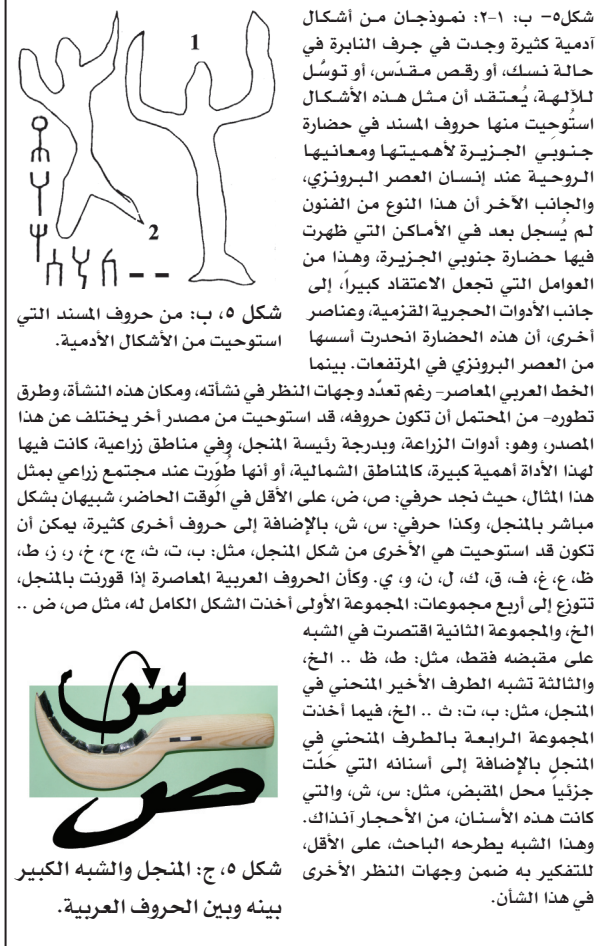 شكل٥– ب: ١-٢: نموذجان من أشكال
آدمية كثيرة وجدت في جرف النابرة في
حالة نسك، أو رقص مقدّس، أو توسُّل
للآلهة، يُعتقد أن مثل هذه الأشكال
استُوحيت منها حروف المسند في حضارة
جنوبي الجزيرة لأهميتها ومعانيها
الروحية عند إنسان العصر البرونزي،
والجانب الآخر أن هذا النوع من الفنون
لم يُسجل بعد في الأماكن التي ظهرت
فيها حضارة جنوبي الجزيرة، وهذا من
العوامل التي تجعل الاعتقاد كبيراً، إلى
جانب الأدوات الحجرية القزمية، وعناصر
أخرى، أن هذه الحضارة انحدرت أسسها
من العصر البرونزي في المرتفعات. بينما
1
2
شكل ٥، ب: من حروف المسند التي
استوحيت من الأشكال الأدمية.
الخط العربي المعاصر– رغم تعدّد وجهات النظر في نشأته، ومكان هذه النشأة، وطرق
تطوره– من المحتمل أن تكون حروفه، قد استوحيت من مصدر أخر يختلف عن هذا
المصدر، وهو: أدوات الزراعة، وبدرجة رئيسة المنجل، وفي مناطق زراعية، كانت فيها
لهذا الأداة أهمية كبيرة، كالمناطق الشمالية، أو أنها طُوّرت عند مجتمع زراعي بمثل
هذا المثال، حيث نجد حرفي: ص، ض، على الأقل في الوقت الحاضر، شبيهان بشكل
مباشر بالمنجل، وكذا حرفي: س، ش، بالإضافة إلى حروف أخرى كثيرة، يمكن أن
تكون قد استوحيت هي الأخرى من شكل المنجل، مثل: ب، ت، ث، ج، ح، خ، ر، ز، ط،
ظ، ع، غ، ف، ق، ك، ل، ن، و، ي. وكأن الحروف العربية المعاصرة إذا قورنت بالمنجل،
تتوزع إلى أربع مجموعات: المجموعة الأولى أخذت الشكل الكامل له، مثل ص، ض ..
الخ، والمجموعة الثانية اقتصرت في الشبه
على مقبضه فقط، مثل: ط، ظ .. الخ،
والثالثة تشبه الطرف الأخير المنحني في
المنجل، مثل: ب، ت: ث .. الخ، فيما أخذت
المجموعة الرابعة بالطرف المنحني في
المنجل بالإضافة إلى أسنانه التي حَلّت
جزئياً محل المقبض، مثل: س، ش، والتي
كانت هذه الأسنان، من الأحجار آنذاك.
وهذا الشبه يطرحه الباحث، على الأقل،
للتفكير به ضمن وجهات النظر الأخرى
في هذا الشأن.
س
ص
شكل ٥، ج: المنجل والشبه الكبير
بينه وبين الحروف العربية.